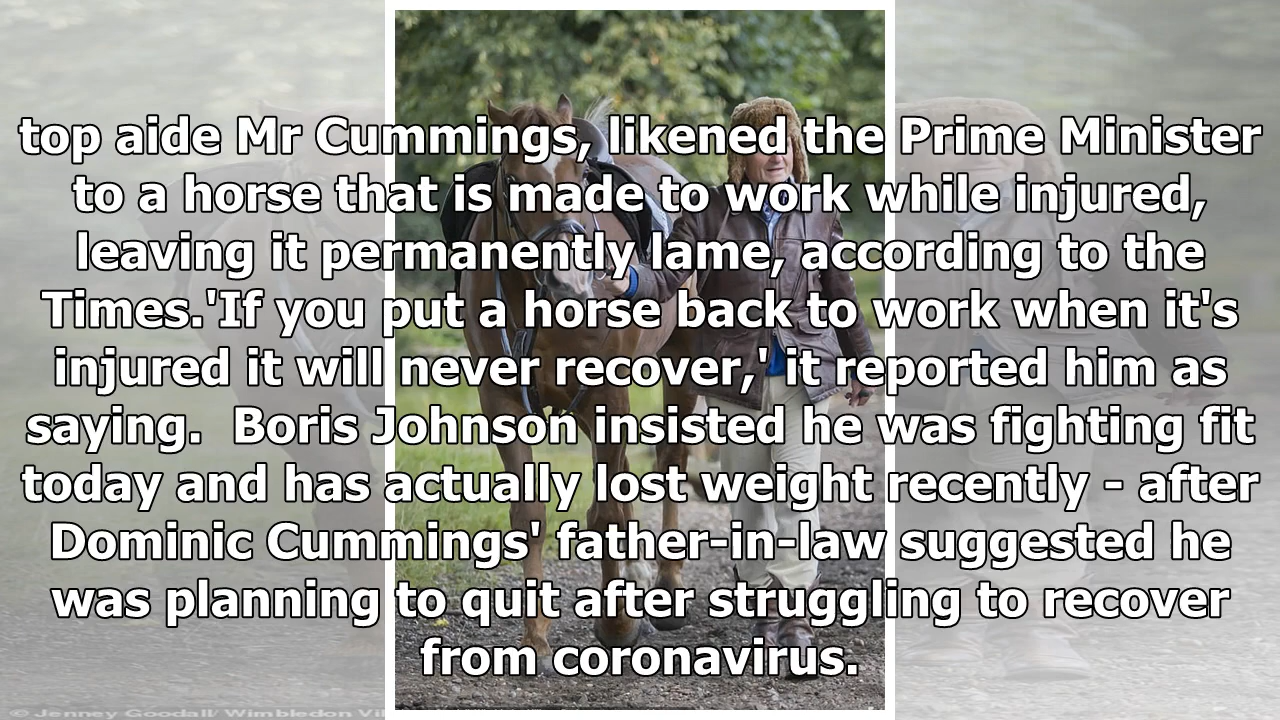 top aide Mr Cummings, likened the Prime Minister
to a horse that is made to work while injured,
leaving it permanently lame, according to the
Times.'If you put a horse back to work when it's
injured it will never recover,' it reported him as
saying.  Boris Johnson insisted he was fighting fit
today and has actually lost weight recently - after
Dominic Cummings' father-in-law suggested he
was planning to quit after struggling to recover
from coronavirus.
© Jenney Goodall/ Wimbledon Vil